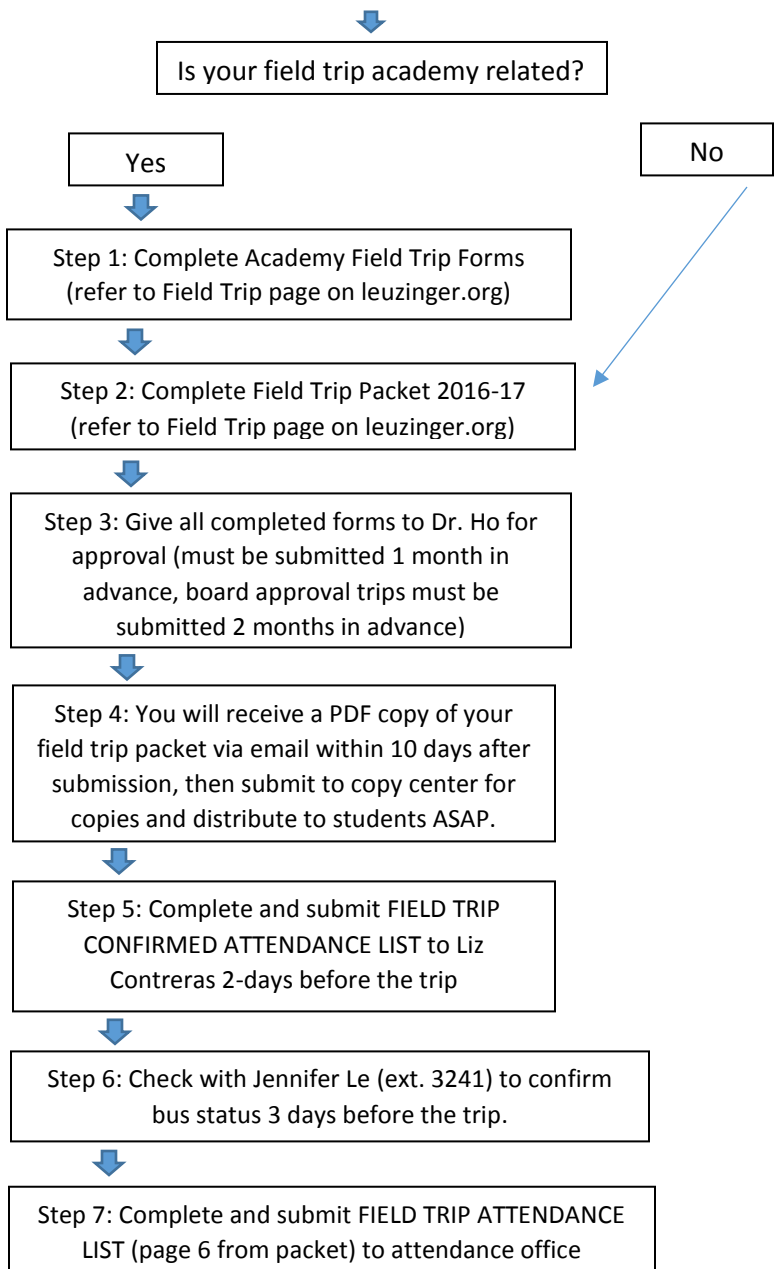 Is your field trip academy related?
Yes
No
Step 1: Complete Academy Field Trip Forms
(refer to Field Trip page on leuzinger.org)
Step 2: Complete Field Trip Packet 2016-17
(refer to Field Trip page on leuzinger.org)
Step 3: Give all completed forms to Dr. Ho for
approval (must be submitted 1 month in
advance, board approval trips must be
submitted 2 months in advance)
Step 4: You will receive a PDF copy of your
field trip packet via email within 10 days after
submission, then submit to copy center for
copies and distribute to students ASAP.
Step 5: Complete and submit FIELD TRIP
CONFIRMED ATTENDANCE LIST to Liz
Contreras 2-days before the trip
Step 6: Check with Jennifer Le (ext. 3241) to confirm
bus status 3 days before the trip.
Step 7: Complete and submit FIELD TRIP ATTENDANCE
LIST (page 6 from packet) to attendance office